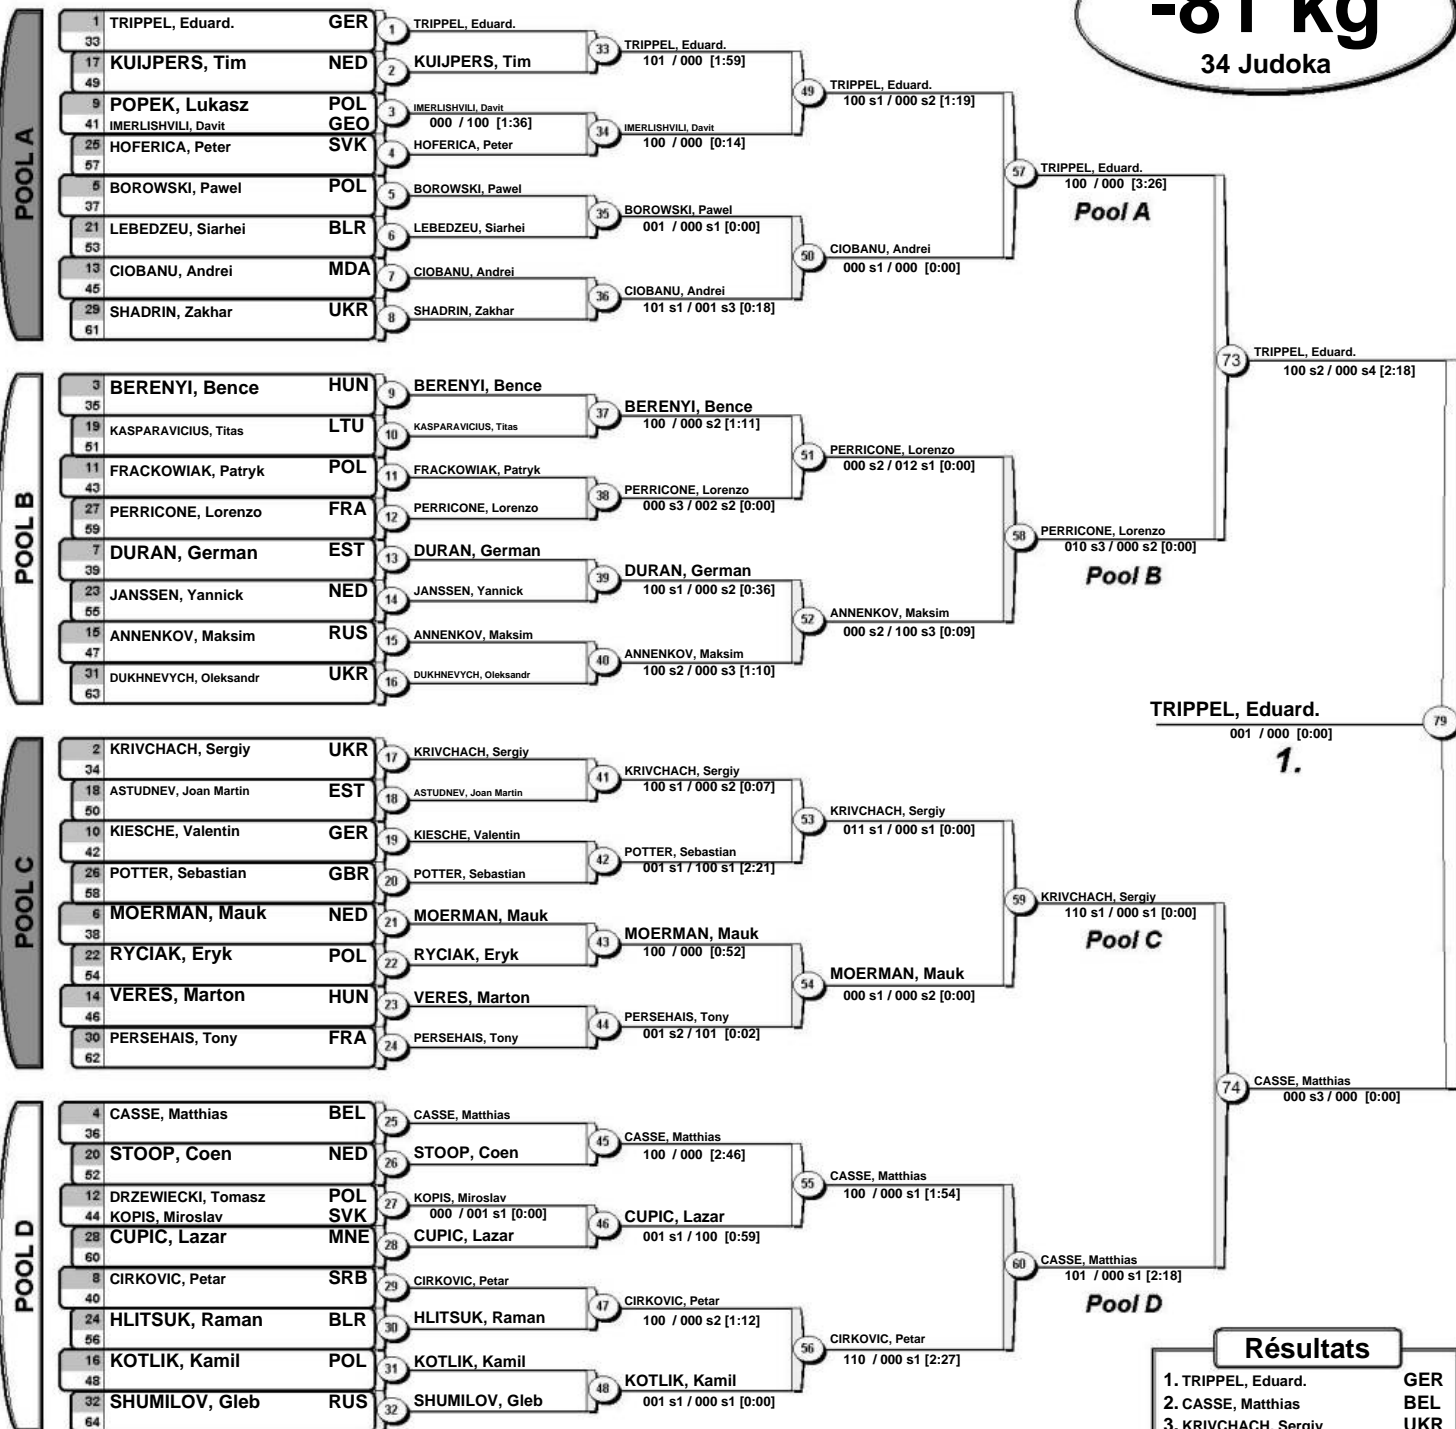 -81 kg
34 Judoka
POOL A
1 TRIPPEL, Eduard. GER
33
17 KUIJPERS, Tim NED
49
9 POPEK, Lukasz POL
41 IMERLISHVILI, Davit GEO
25 HOFERICA, Peter SVK
57
5 BOROWSKI, Pawel POL
37
21 LEBEDZEU, Siarhei BLR
53
13 CIOBANU, Andrei MDA
45
29 SHADRIN, Zakhar UKR
61
1 TRIPPEL, Eduard.
2 KUIJPERS, Tim
3 IMERLISHVILI, Davit
000 / 100 [1:36]
4 HOFERICA, Peter
5 BOROWSKI, Pawel
6 LEBEDZEU, Siarhei
7 CIOBANU, Andrei
8 SHADRIN, Zakhar
33 TRIPPEL, Eduard.
101 / 000 [1:59]
34 IMERLISHVILI, Davit
100 / 000 [0:14]
35 BOROWSKI, Pawel
001 / 000 s1 [0:00]
36 CIOBANU, Andrei
101 s1 / 001 s3 [0:18]
49 TRIPPEL, Eduard.
100 s1 / 000 s2 [1:19]
50 CIOBANU, Andrei
000 s1 / 000 [0:00]
57 TRIPPEL, Eduard.
100 / 000 [3:26]
Pool A
POOL B
3 BERENYI, Bence HUN
35
19 KASPARAVICIUS, Titas LTU
51
11 FRACKOWIAK, Patryk POL
43
27 PERRICONE, Lorenzo FRA
59
7 DURAN, German EST
39
23 JANSSEN, Yannick NED
55
15 ANNENKOV, Maksim RUS
47
31 DUKHNEVYCH, Oleksandr UKR
63
9 BERENYI, Bence
10 KASPARAVICIUS, Titas
11 FRACKOWIAK, Patryk
12 PERRICONE, Lorenzo
13 DURAN, German
14 JANSSEN, Yannick
15 ANNENKOV, Maksim
16 DUKHNEVYCH, Oleksandr
37 BERENYI, Bence
100 / 000 s2 [1:11]
38 PERRICONE, Lorenzo
000 s3 / 002 s2 [0:00]
39 DURAN, German
100 s1 / 000 s2 [0:36]
40 ANNENKOV, Maksim
100 s2 / 000 s3 [1:10]
51 PERRICONE, Lorenzo
000 s2 / 012 s1 [0:00]
52 ANNENKOV, Maksim
000 s2 / 100 s3 [0:09]
58 PERRICONE, Lorenzo
010 s3 / 000 s2 [0:00]
Pool B
73 TRIPPEL, Eduard.
100 s2 / 000 s4 [2:18]
TRIPPEL, Eduard. 79
001 / 000 [0:00]
1.
POOL C
2 KRIVCHACH, Sergiy UKR
34
18 ASTUDNEV, Joan Martin EST
50
10 KIESCHE, Valentin GER
42
26 POTTER, Sebastian GBR
58
6 MOERMAN, Mauk NED
38
22 RYCIAK, Eryk POL
54
14 VERES, Marton HUN
46
30 PERSEHAIS, Tony FRA
62
17 KRIVCHACH, Sergiy
18 ASTUDNEV, Joan Martin
19 KIESCHE, Valentin
20 POTTER, Sebastian
21 MOERMAN, Mauk
22 RYCIAK, Eryk
23 VERES, Marton
24 PERSEHAIS, Tony
41 KRIVCHACH, Sergiy
100 s1 / 000 s2 [0:07]
42 POTTER, Sebastian
001 s1 / 100 s1 [2:21]
43 MOERMAN, Mauk
100 / 000 [0:52]
44 PERSEHAIS, Tony
001 s2 / 101 [0:02]
53 KRIVCHACH, Sergiy
011 s1 / 000 s1 [0:00]
54 MOERMAN, Mauk
000 s1 / 000 s2 [0:00]
59 KRIVCHACH, Sergiy
110 s1 / 000 s1 [0:00]
Pool C
POOL D
4 CASSE, Matthias BEL
36
20 STOOP, Coen NED
52
12 DRZEWIECKI, Tomasz POL
44 KOPIS, Miroslav SVK
28 CUPIC, Lazar MNE
60
8 CIRKOVIC, Petar SRB
40
24 HLITSUK, Raman BLR
56
16 KOTLIK, Kamil POL
48
32 SHUMILOV, Gleb RUS
64
25 CASSE, Matthias
26 STOOP, Coen
27 KOPIS, Miroslav
000 / 001 s1 [0:00]
28 CUPIC, Lazar
29 CIRKOVIC, Petar
30 HLITSUK, Raman
31 KOTLIK, Kamil
32 SHUMILOV, Gleb
45 CASSE, Matthias
100 / 000 [2:46]
46 CUPIC, Lazar
001 s1 / 100 [0:59]
47 CIRKOVIC, Petar
100 / 000 s2 [1:12]
48 KOTLIK, Kamil
001 s1 / 000 s1 [0:00]
55 CASSE, Matthias
100 / 000 s1 [1:54]
56 CIRKOVIC, Petar
110 / 000 s1 [2:27]
60 CASSE, Matthias
101 / 000 s1 [2:18]
Pool D
74 CASSE, Matthias
000 s3 / 000 [0:00]
Résultats
1. TRIPPEL, Eduard. GER
2. CASSE, Matthias BEL
3. KRIVCHACH, Sergiy UKR